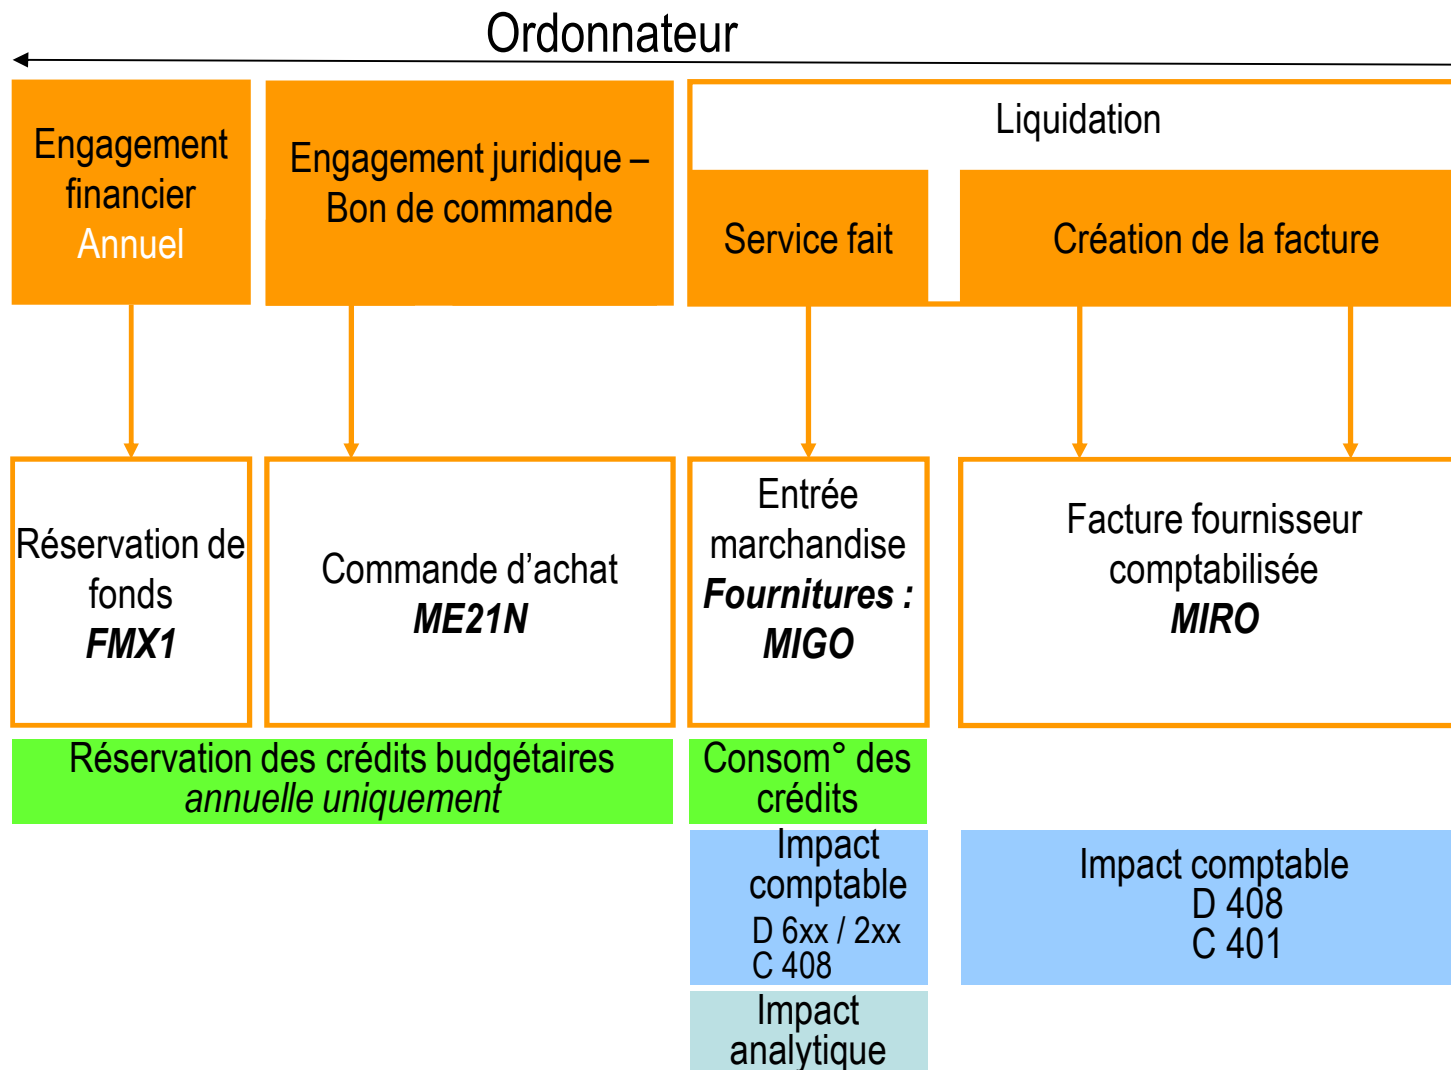 Ordonnateur
Engagement
financier
Annuel
Engagement juridique –
Bon de commande
Liquidation
Service fait
Création de la facture
Réservation de
fonds
FMX1
Commande d’achat
ME21N
Entrée
marchandise
Fournitures :
MIGO
Facture fournisseur
comptabilisée
MIRO
Réservation des crédits budgétaires
annuelle uniquement
Consom° des
crédits
Impact
comptable
D 6xx / 2xx
C 408
Impact comptable
D 408
C 401
Impact
analytique